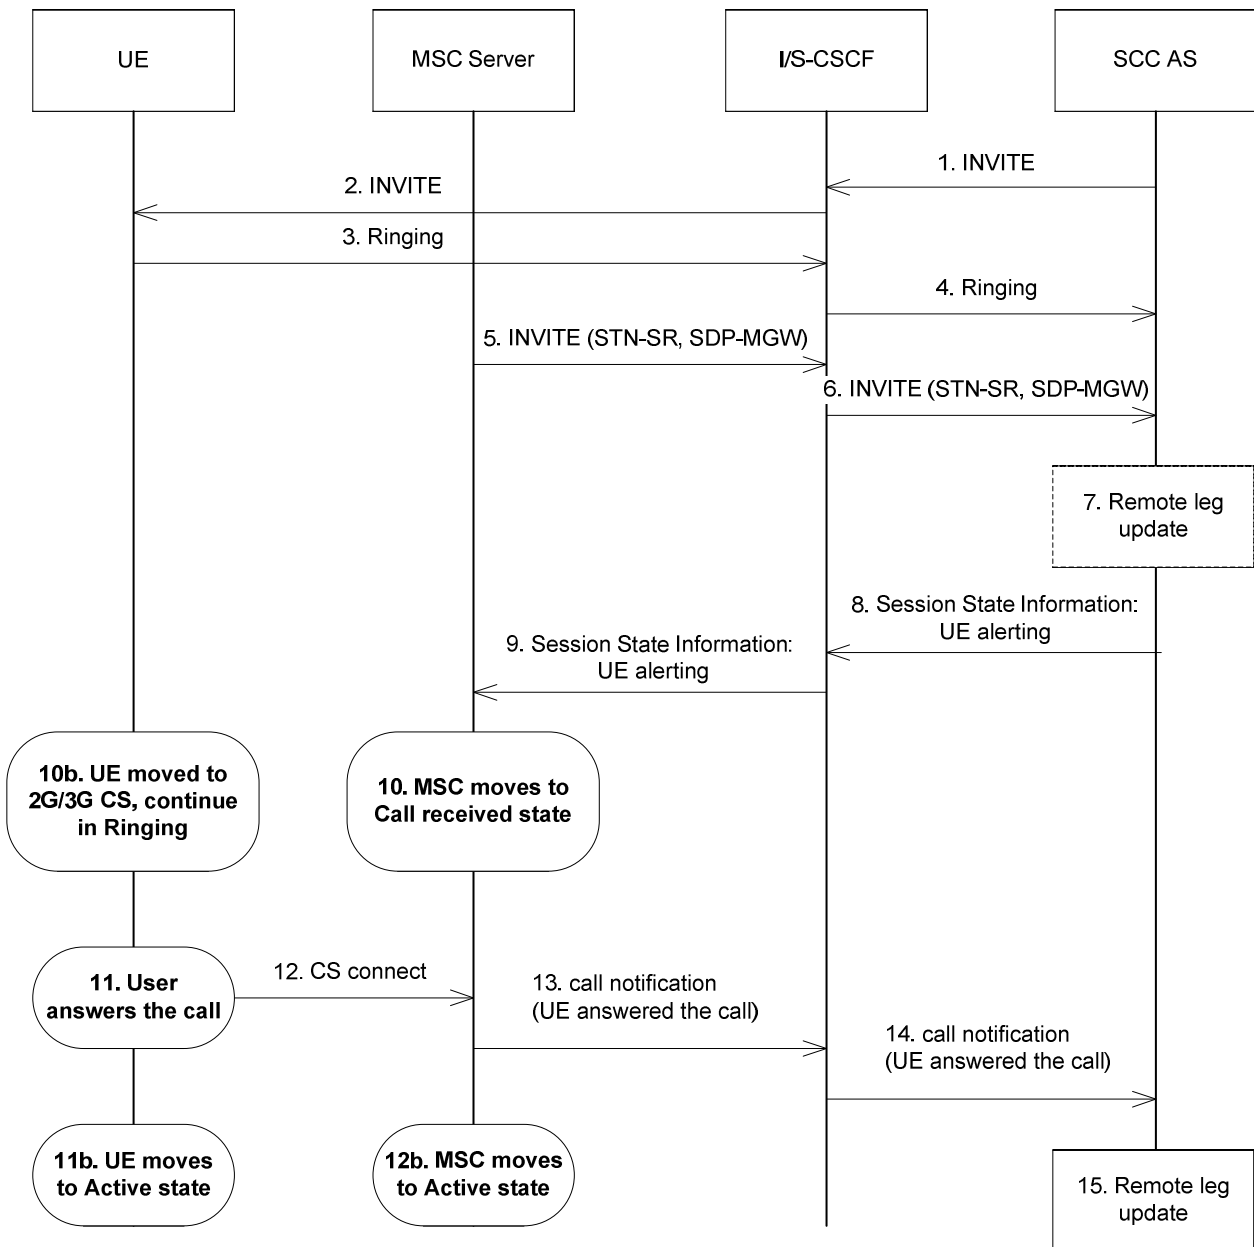 UE
MSC Server
I/S-CSCF
SCC AS
1. INVITE
2. INVITE
3. Ringing
4. Ringing
5. INVITE (STN-SR, SDP-MGW)
6. INVITE (STN-SR, SDP-MGW)
7. Remote leg
update
8. Session State Information:
UE alerting
9. Session State Information:
UE alerting
10b. UE moved to
2G/3G CS, continue
in Ringing
10. MSC moves to
Call received state
11. User
answers the call
12. CS connect
13. call notification
(UE answered the call)
14. call notification
(UE answered the call)
11b. UE moves
to Active state
12b. MSC moves
to Active state
15. Remote leg
update